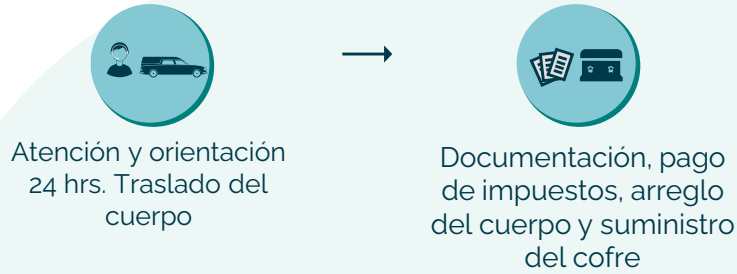 Atención y orientación
24 hrs. Traslado del
cuerpo
Documentación, pago
de impuestos, arreglo
del cuerpo y suministro
del cofre